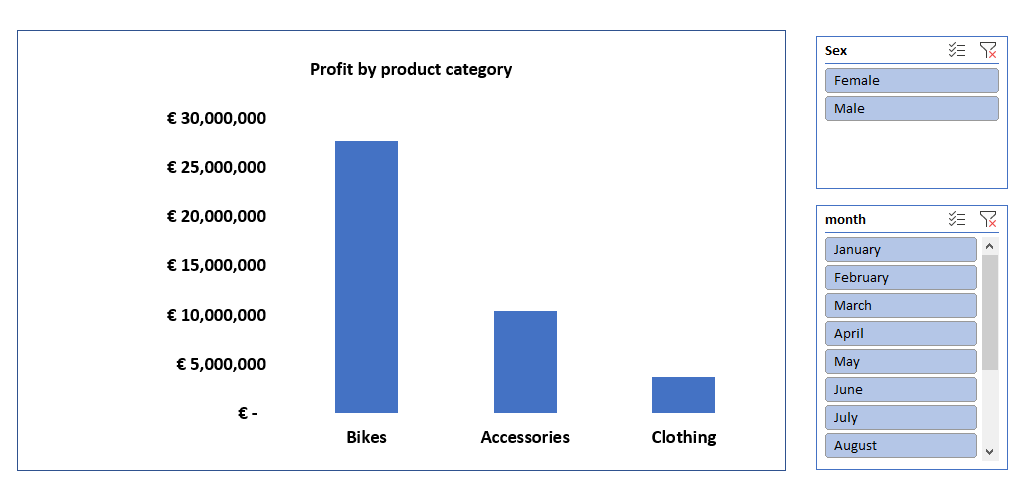 Profit by product category
€ 30,000,000
€ 25,000,000
€ 20,000,000
€ 15,000,000
€ 10,000,000
€ 5,000,000
€ -
Bikes Accessories Clothing
Sex
Female
Male
month
January
February
March
April
May
June
July
August